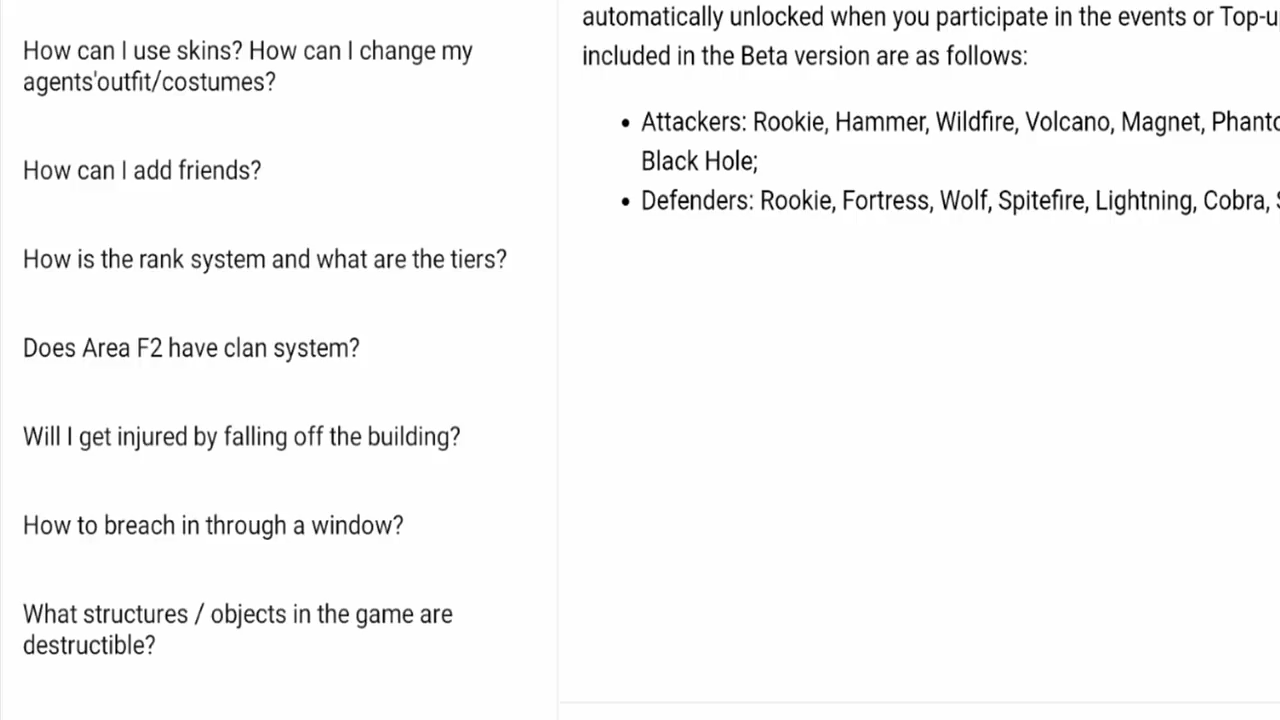 How can I use skins? How can I change my
agents'outfit/costumes?
How can I add friends?
How is the rank system and what are the tiers?
Does Area F2 have clan system?
Will I get injured by falling off the building?
How to breach in through a window?
What structures / objects in the game are
destructible?
automatically unlocked when you participate in the events or
included in the Beta version are as follows:
• Attackers: Rookie, Hammer, Wildfire, Volcano, Magnet,
Black Hole;
• Defenders: Rookie, Fortress, Wolf, Spitefire, Lightning, Cobra,